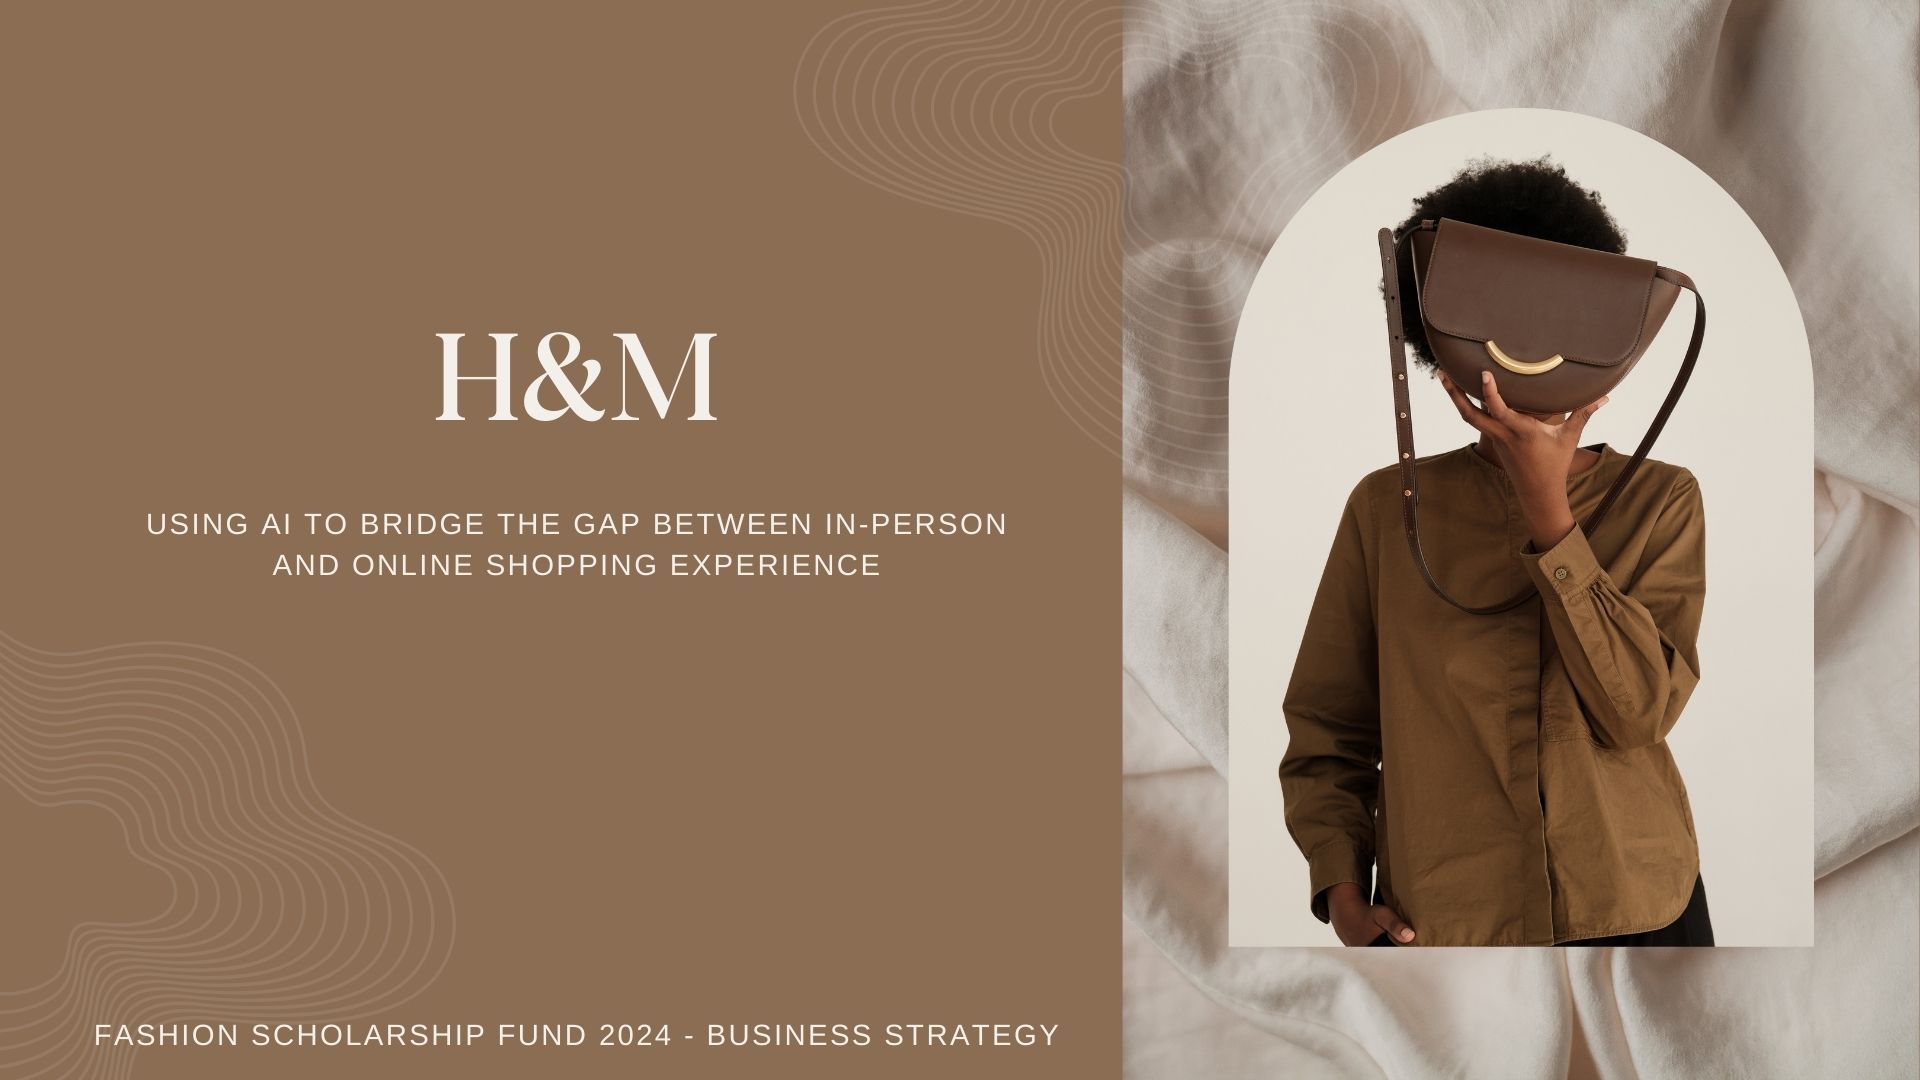 H&M
USING AI TO BRIDGE THE GAP BETWEEN IN-PERSON
AND ONLINE SHOPPING EXPERIENCE
FASHION SCHOLARSHIP FUND 2024 - BUSINESS STRATEGY